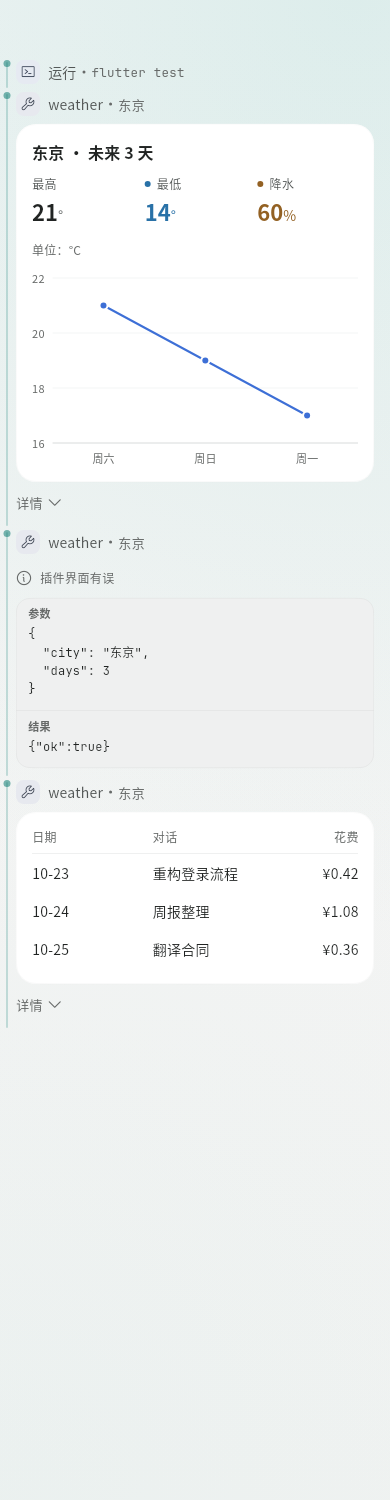 运行・flutter test
weather・东京
东京 · 未来 3 天
最高 最低 降水
21° 14° 60%
单位: °C
22
20
18
16
周六 周日 周一
详情
weather・东京
插件界面有误
参数
{
  "city": "东京",
  "days": 3
}
结果
{"ok":true}
weather・东京
日期 对话 花费
10-23 重构登录流程 ¥0.42
10-24 周报整理 ¥1.08
10-25 翻译合同 ¥0.36
详情